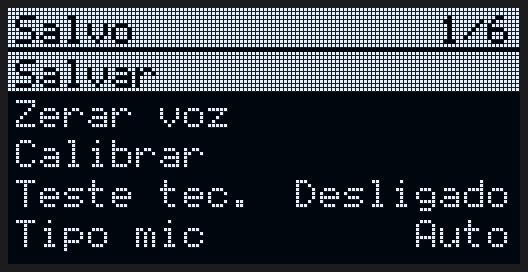 Salvo 1/6
Salvar
Zerar voz
Calibrar
Teste tec. Desligado
Tipo mic Auto